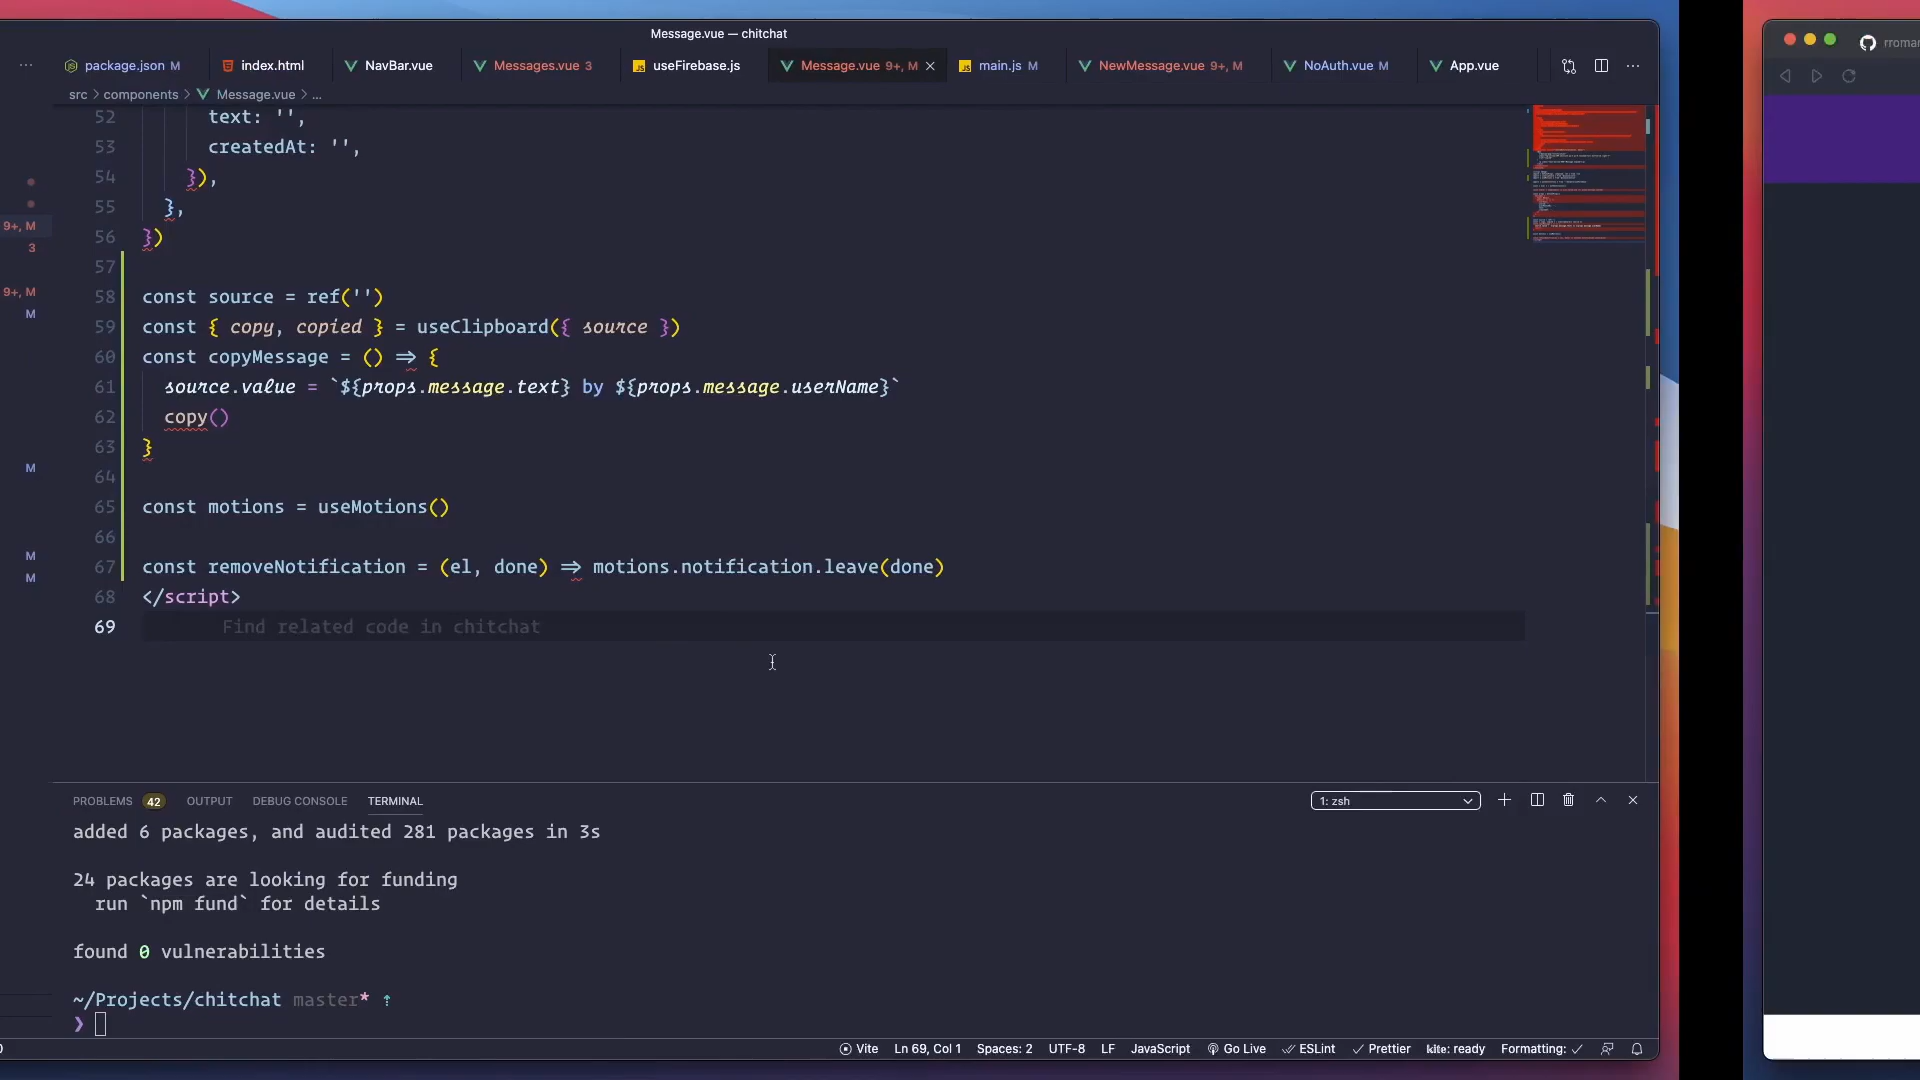 Message.vue — chitchat
rroman
package.json M
index.html
NavBar.vue
Messages.vue 3
useFirebase.js
Message.vue 9+, M
main.js M
NewMessage.vue 9+, M
NoAuth.vue M
App.vue
src > components > Message.vue > ...
52 text: '',
53 createdAt: '',
54 }),
55 },
56 })
57
58 const source = ref('')
59 const { copy, copied } = useClipboard({ source })
60 const copyMessage = () => {
61 source.value = `${props.message.text} by ${props.message.userName}`
62 copy()
63 }
64
65 const motions = useMotions()
66
67 const removeNotification = (el, done) => motions.notification.leave(done)
68 </script>
69 Find related code in chitchat
9+, M
3
9+, M
M
M
M
M
PROBLEMS 42 OUTPUT DEBUG CONSOLE TERMINAL
1: zsh
added 6 packages, and audited 281 packages in 3s
24 packages are looking for funding
run `npm fund` for details
found 0 vulnerabilities
~/Projects/chitchat master* ⇡
❯
0
Vite
Ln 69, Col 1
Spaces: 2
UTF-8
LF
JavaScript
Go Live
ESLint
Prettier
kite: ready
Formatting: ✓